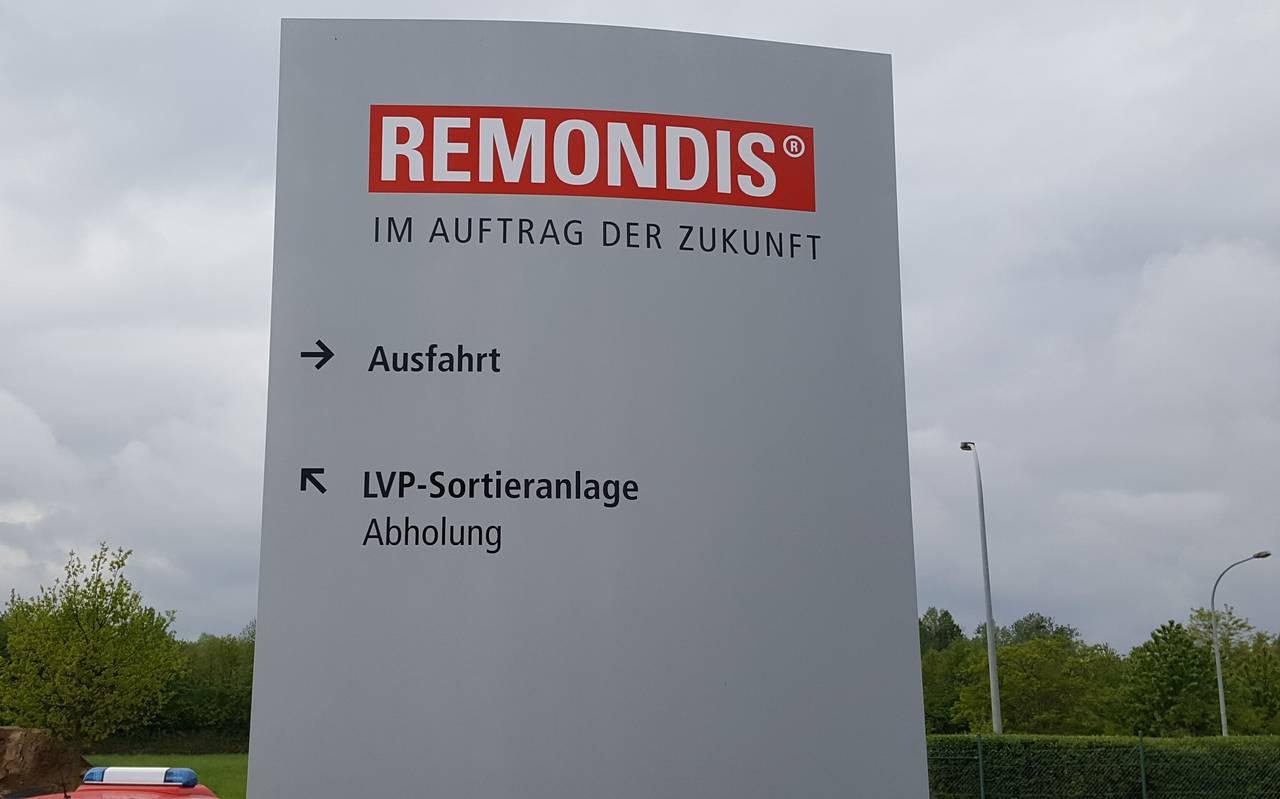 REMONDIS®
IM AUFTRAG DER ZUKUNFT
→ Ausfahrt
↖ LVP-Sortieranlage
Abholung